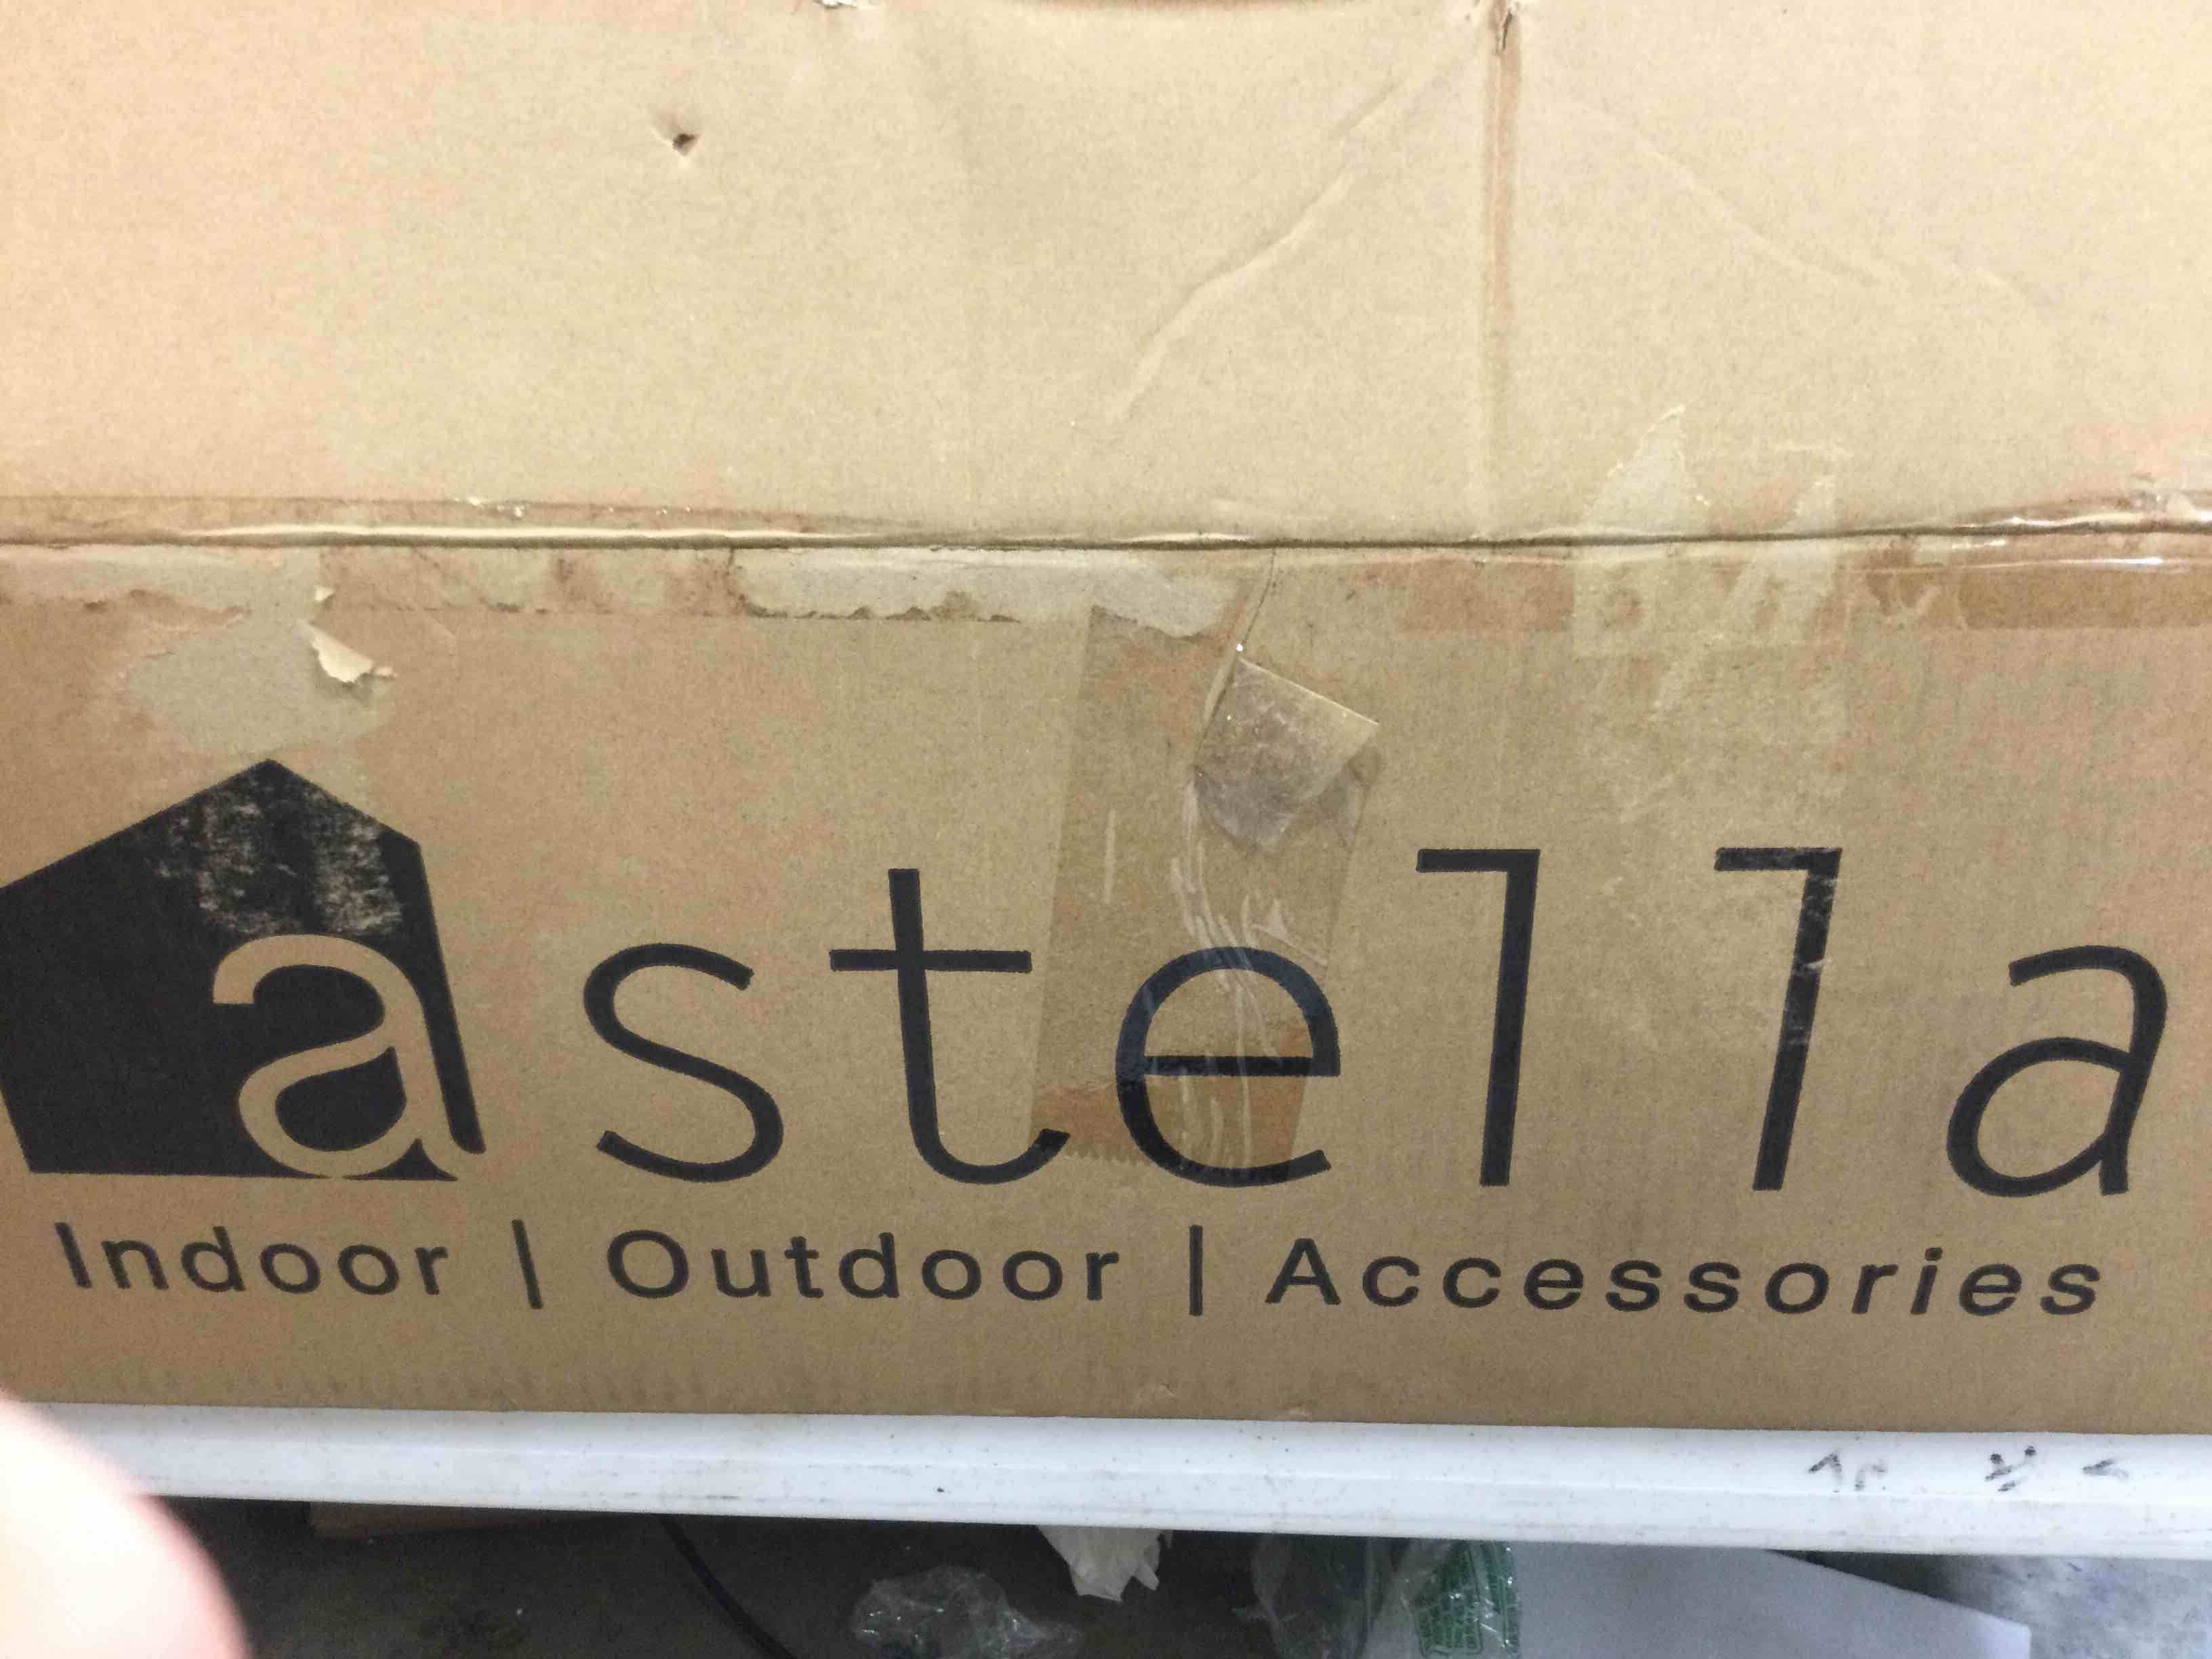 astella
Indoor | Outdoor | Accessories